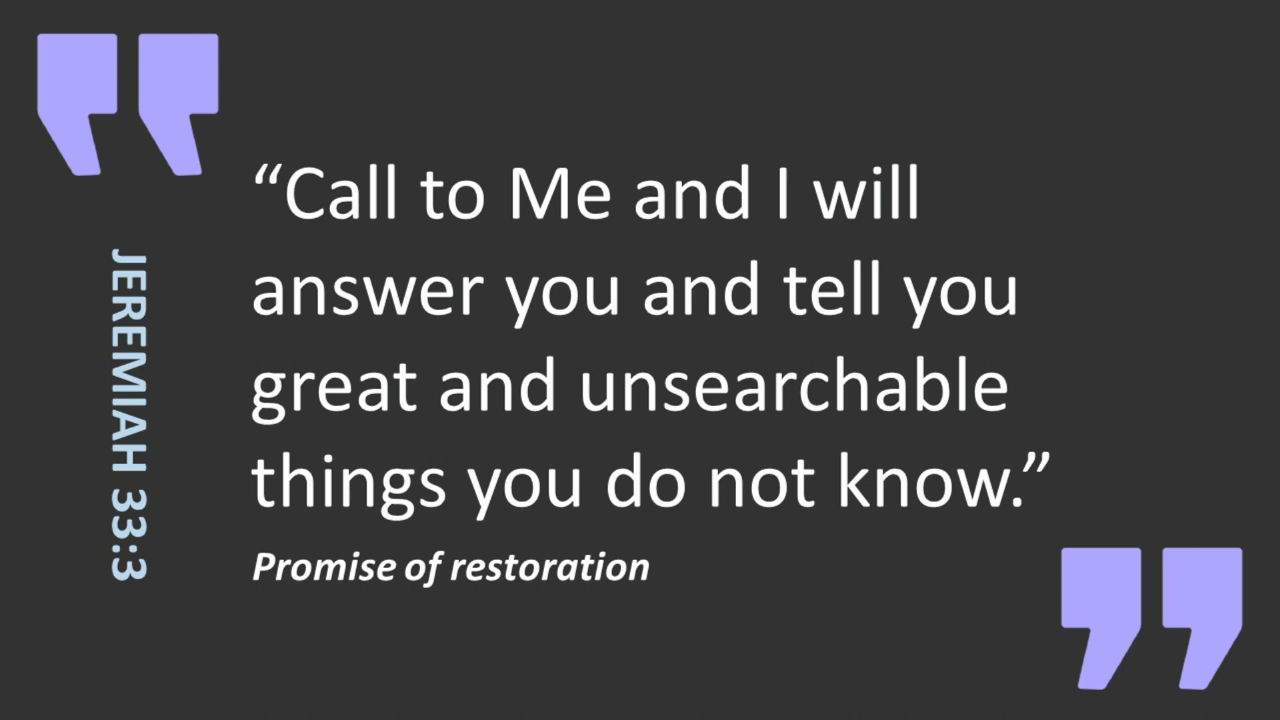 JEREMIAH 33:3
“Call to Me and I will
answer you and tell you
great and unsearchable
things you do not know.”
Promise of restoration